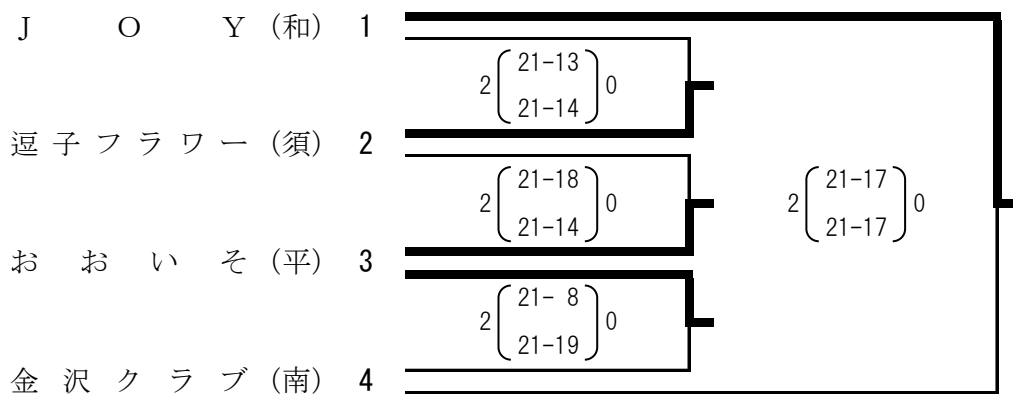 J O Y (和) 1
2 ( 21-13 21-14 ) 0
逗子フラワー (須) 2
2 ( 21-18 21-14 ) 0
2 ( 21-17 21-17 ) 0
おおいそ (平) 3
2 ( 21- 8 21-19 ) 0
金沢クラブ (南) 4